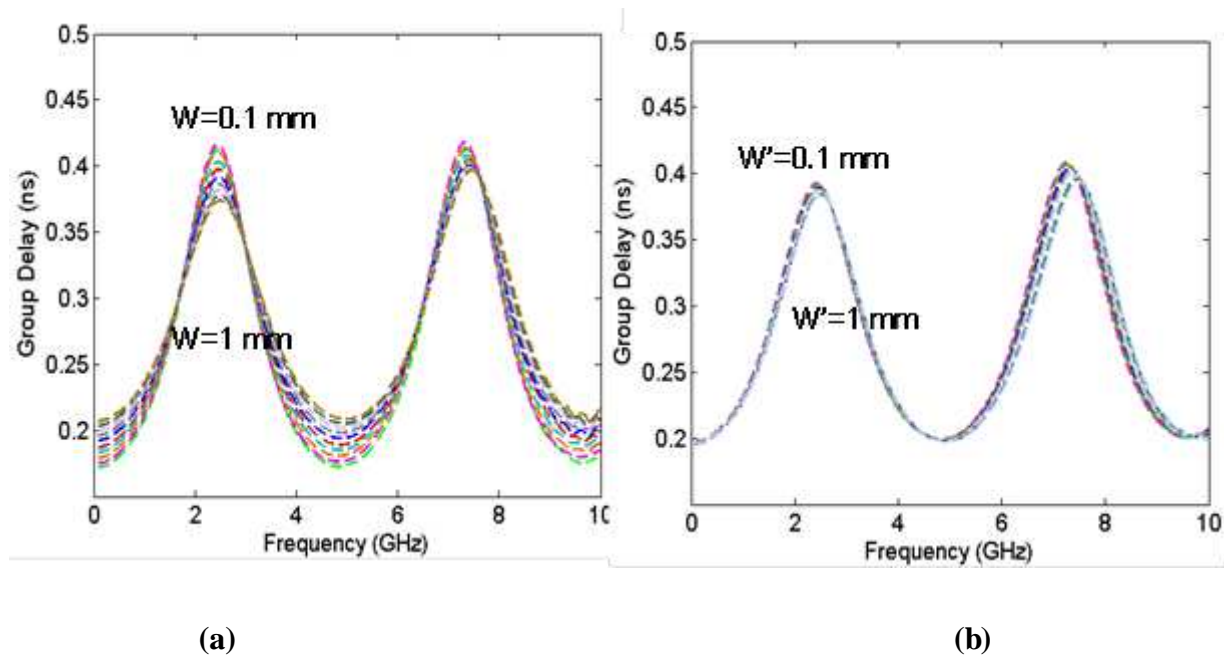 0.5
0.45
0.4
0.35
0.3
0.25
0.2
Group Delay (ns)
W=0.1 mm
W=1 mm
0 2 4 6 8 10
Frequency (GHz)
0.5
0.45
0.4
0.35
0.3
0.25
0.2
Group Delay (ns)
W'=0.1 mm
W'=1 mm
0 2 4 6 8 10
Frequency (GHz)
(a) (b)